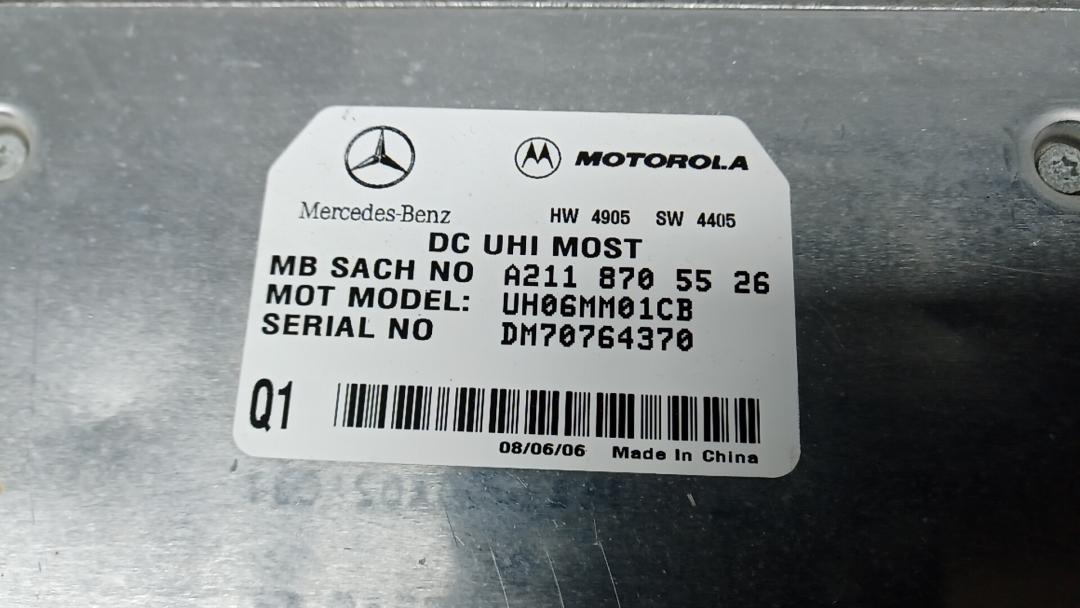 MOTOROLA
Mercedes-Benz
HW 4905 SW 4405
DC UHI MOST
MB SACH NO A211 870 55 26
MOT MODEL: UH06MM01CB
SERIAL NO DM70764370
Q1
08/06/06 Made In China